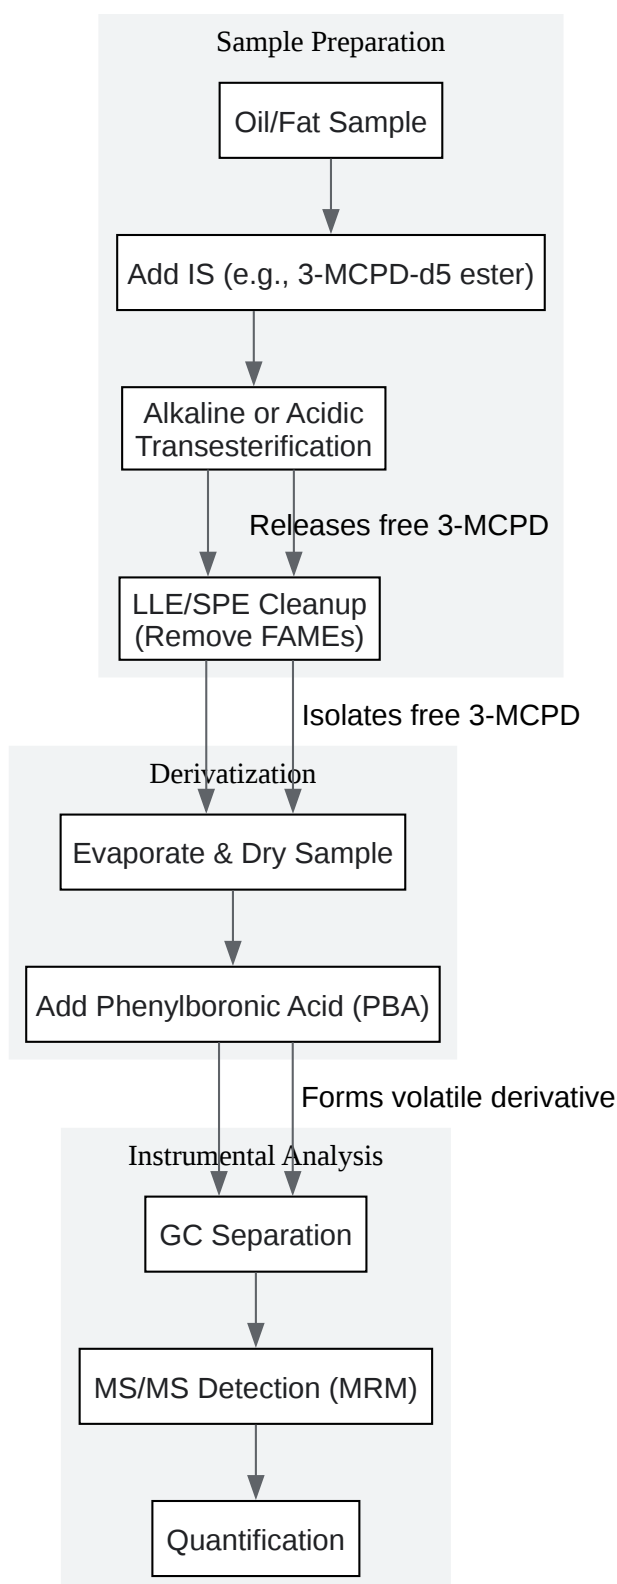 Sample Preparation
Oil/Fat Sample
Add IS (e.g., 3-MCPD-d5 ester)
Alkaline or Acidic
Transesterification
Releases free 3-MCPD
LLE/SPE Cleanup
(Remove FAMEs)
Isolates free 3-MCPD
Derivatization
Evaporate & Dry Sample
Add Phenylboronic Acid (PBA)
Forms volatile derivative
Instrumental Analysis
GC Separation
MS/MS Detection (MRM)
Quantification